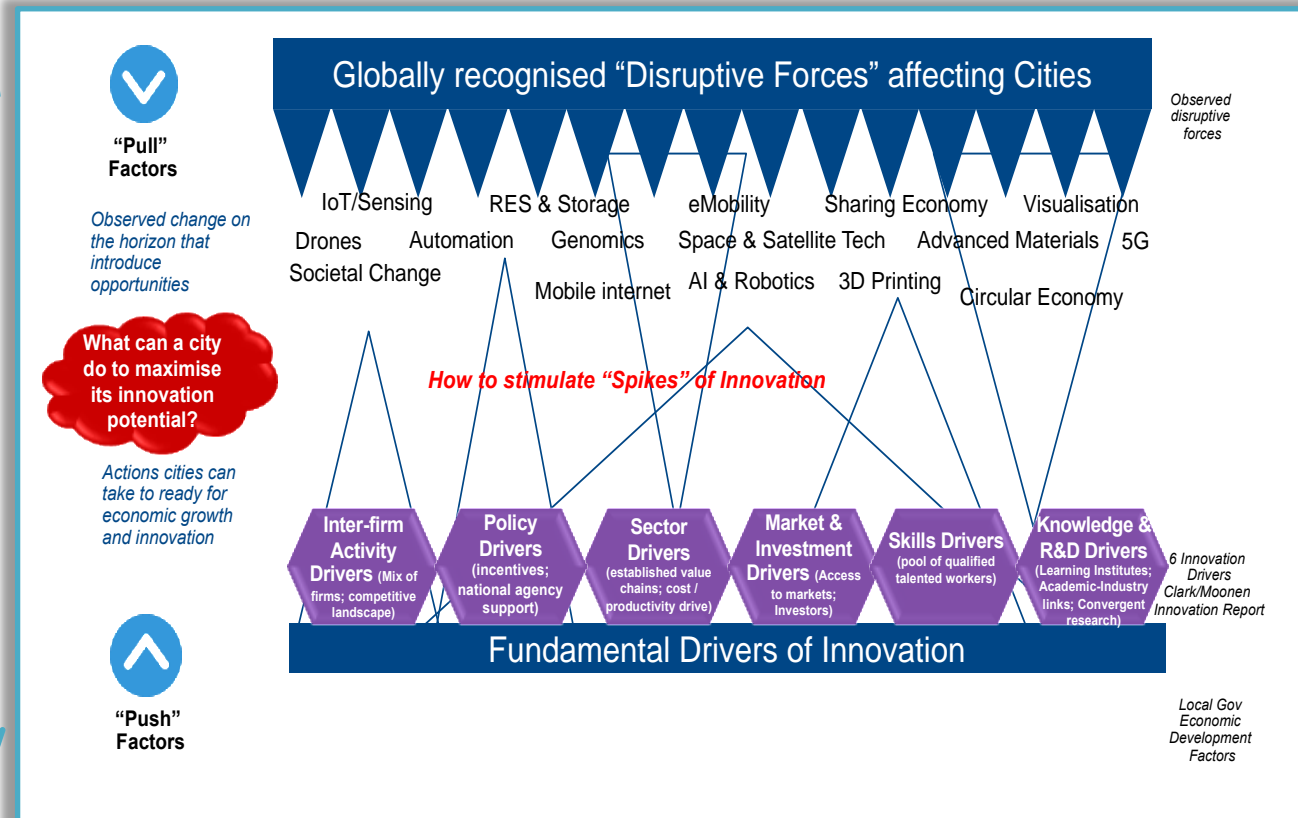 Globally recognised “Disruptive Forces” affecting Cities
Observed
disruptive
forces
“Pull”
Factors
Observed change on
the horizon that
introduce
opportunities
IoT/Sensing
RES & Storage
eMobility
Sharing Economy
Visualisation
Drones
Automation
Genomics
Space & Satellite Tech
Advanced Materials
5G
Societal Change
Mobile internet
AI & Robotics
3D Printing
Circular Economy
What can a city
do to maximise
its innovation
potential?
How to stimulate “Spikes” of Innovation
Actions cities can
take to ready for
economic growth
and innovation
Inter-firm
Activity
Drivers (Mix of
firms; competitive
landscape)
Policy
Drivers
(incentives;
national agency
support)
Sector
Drivers
(established value
chains; cost /
productivity drive)
Market &
Investment
Drivers (Access
to markets;
Investors)
Skills Drivers
(pool of qualified
talented workers)
Knowledge &
R&D Drivers
(Learning Institutes;
Academic-Industry
links; Convergent
research)
6 Innovation
Drivers
Clark/Moonen
Innovation Report
Fundamental Drivers of Innovation
“Push”
Factors
Local Gov
Economic
Development
Factors